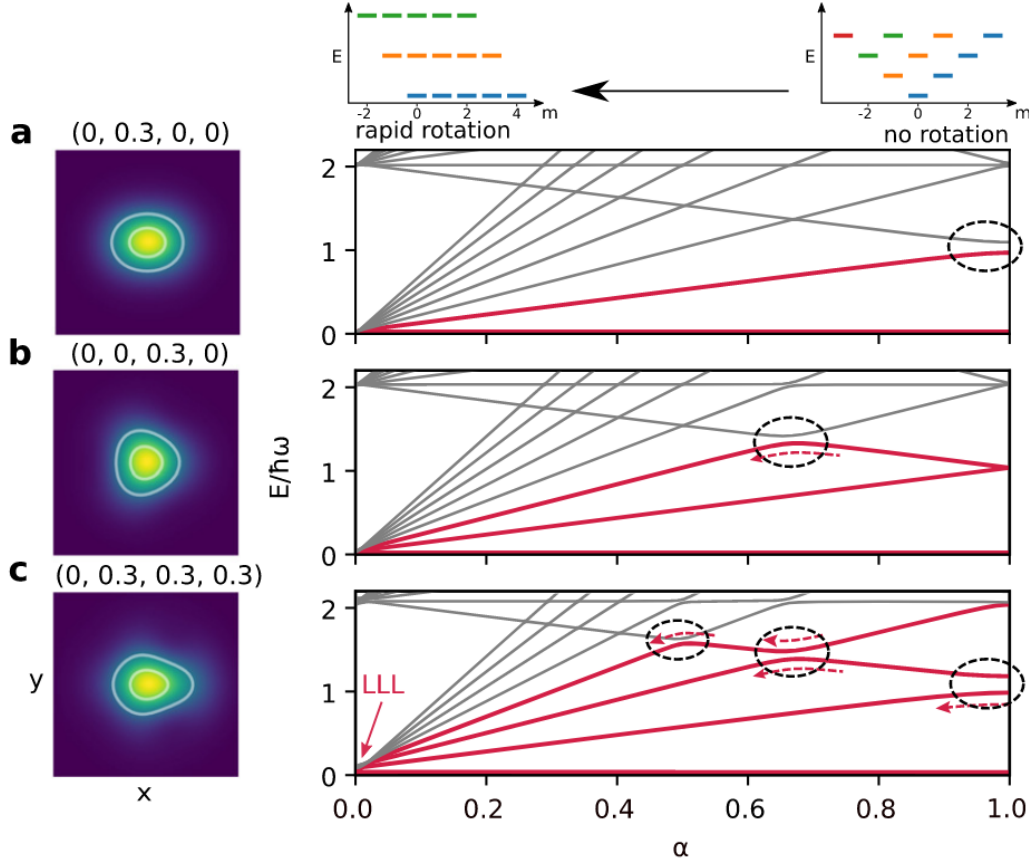 E
-2 0 2 4 m
rapid rotation
E
-2 0 2 m
no rotation
a (0, 0.3, 0, 0)
2
1
0
b (0, 0, 0.3, 0)
2
1
0
E/ħω
c (0, 0.3, 0.3, 0.3)
y
x
LLL
2
1
0
0.0 0.2 0.4 0.6 0.8 1.0
α